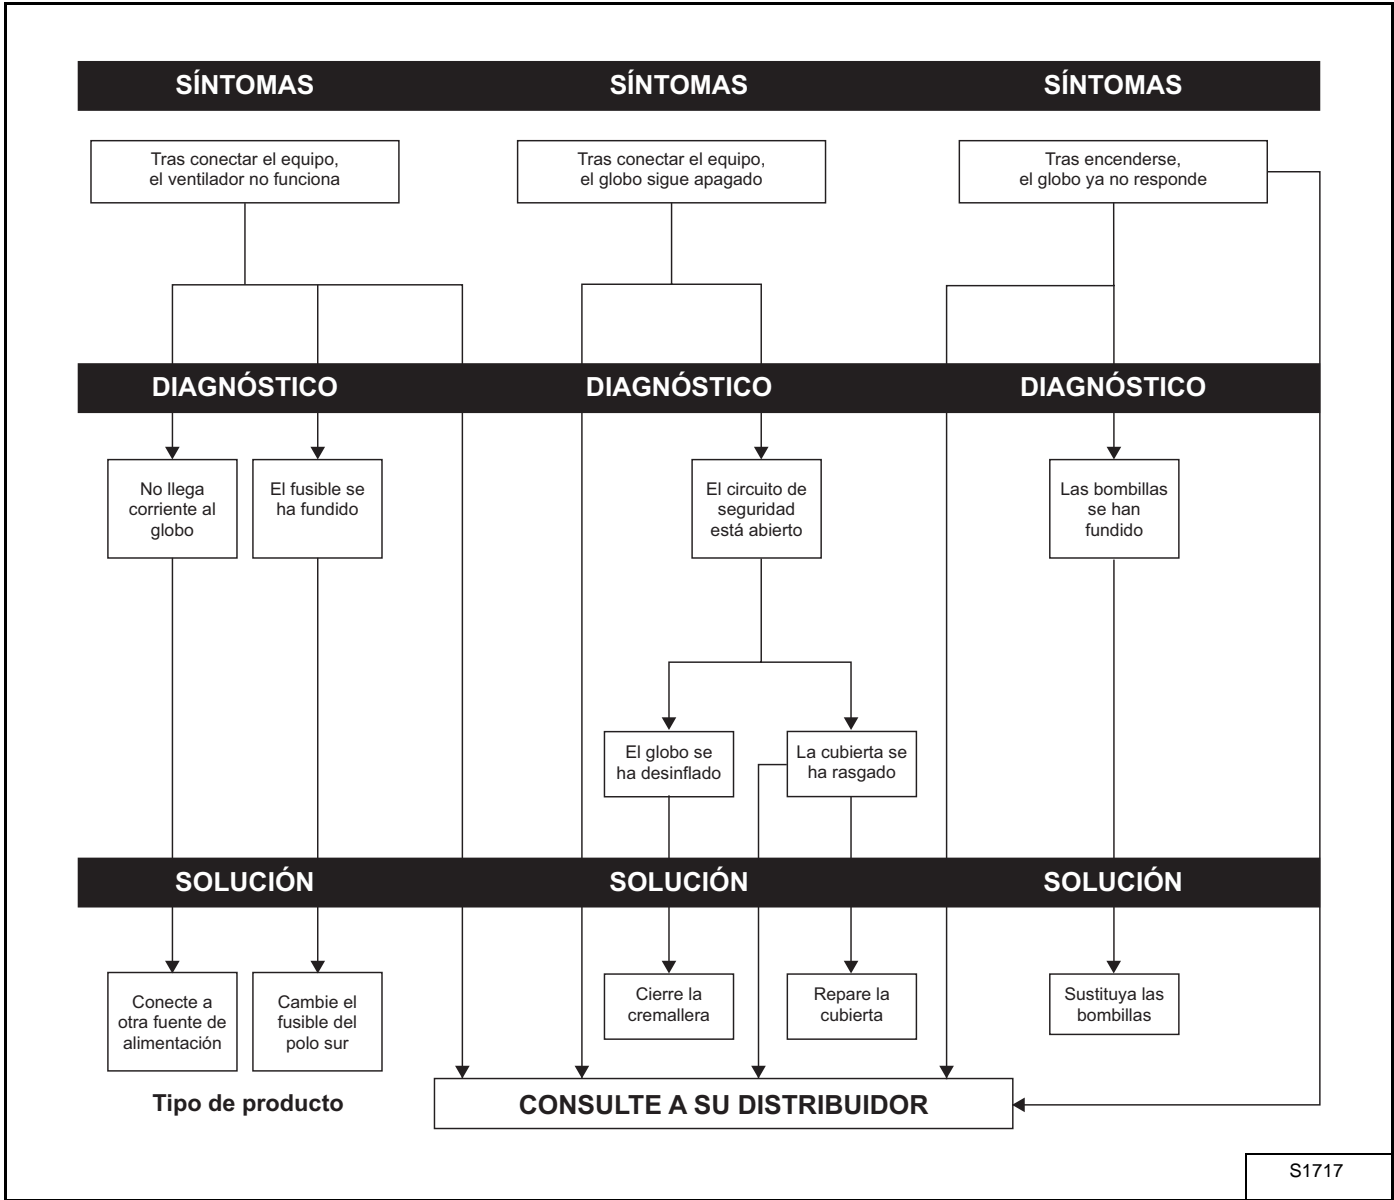 SÍNTOMAS
SÍNTOMAS
SÍNTOMAS
Tras conectar el equipo,
el ventilador no funciona
Tras conectar el equipo,
el globo sigue apagado
Tras encenderse,
el globo ya no responde
DIAGNÓSTICO
DIAGNÓSTICO
DIAGNÓSTICO
No llega
corriente al
globo
El fusible se
ha fundido
El circuito de
seguridad
está abierto
Las bombillas
se han
fundido
El globo se
ha desinflado
La cubierta se
ha rasgado
SOLUCIÓN
SOLUCIÓN
SOLUCIÓN
Conecte a
otra fuente de
alimentación
Cambie el
fusible del
polo sur
Cierre la
cremallera
Repare la
cubierta
Sustituya las
bombillas
Tipo de producto
CONSULTE A SU DISTRIBUIDOR
S1717